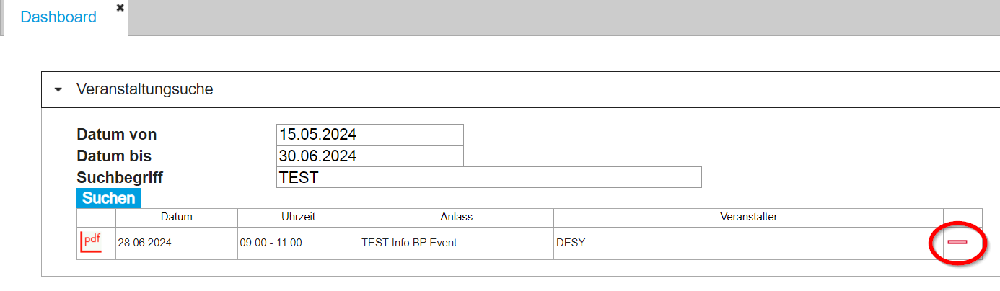 Dashboard
Veranstaltungsuche
Datum von 15.05.2024
Datum bis 30.06.2024
Suchbegriff TEST
Suchen
Datum Uhrzeit Anlass Veranstalter
pdf 28.06.2024 09:00 - 11:00 TEST Info BP Event DESY